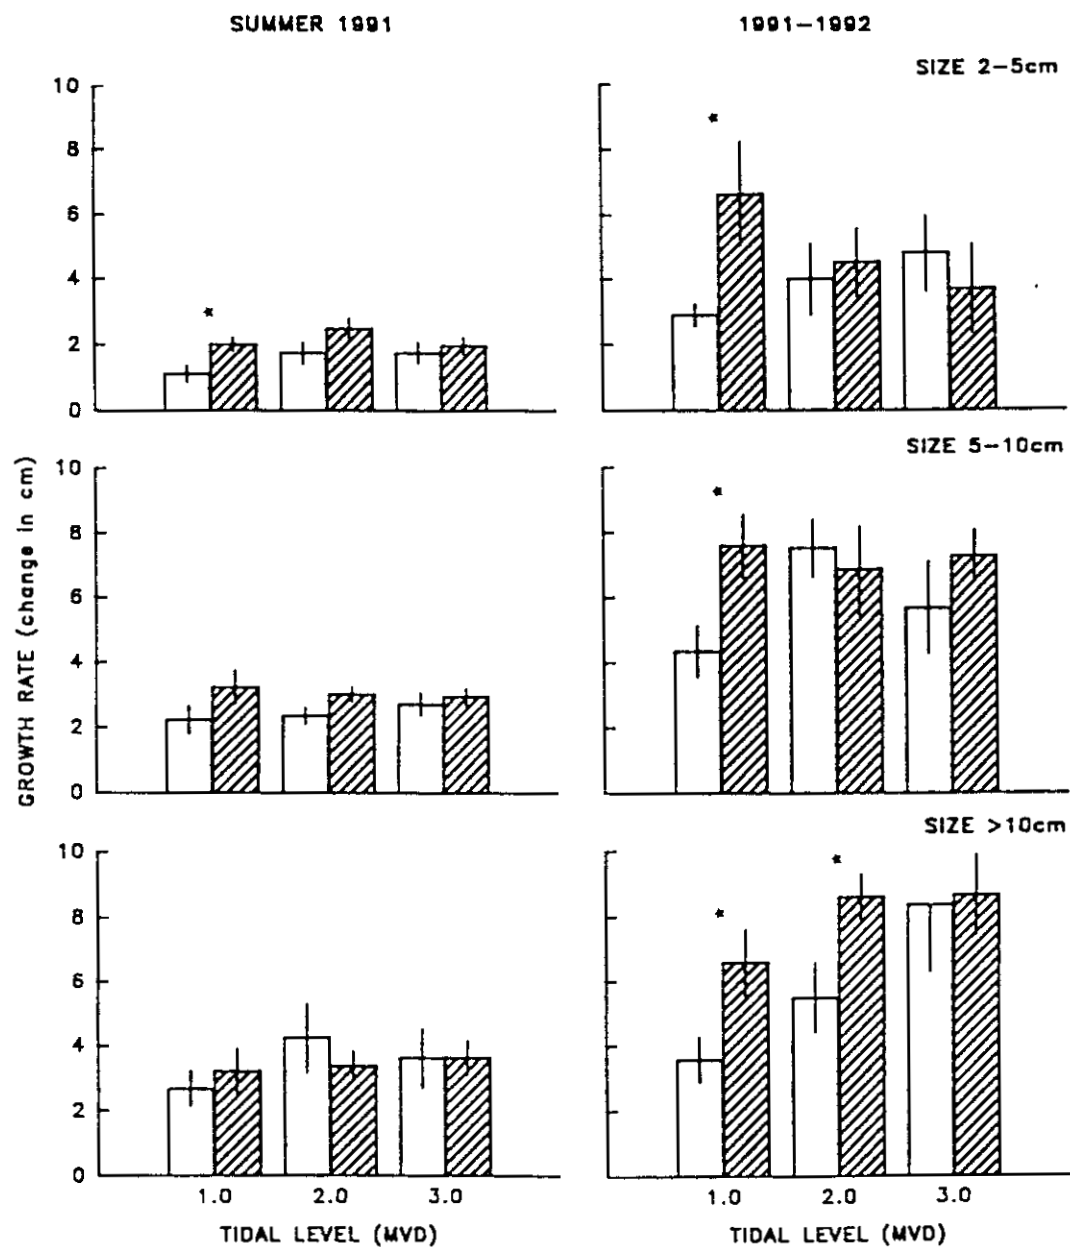 SUMMER 1991
1991-1992
SIZE 2-5cm
10
8
6
4
2
0
*
*
SIZE 5-10cm
10
8
6
4
2
0
*
GROWTH RATE (change in cm)
SIZE >10cm
10
8
6
4
2
0
*
*
1.0 2.0 3.0
TIDAL LEVEL (MVD)
1.0 2.0 3.0
TIDAL LEVEL (MVD)